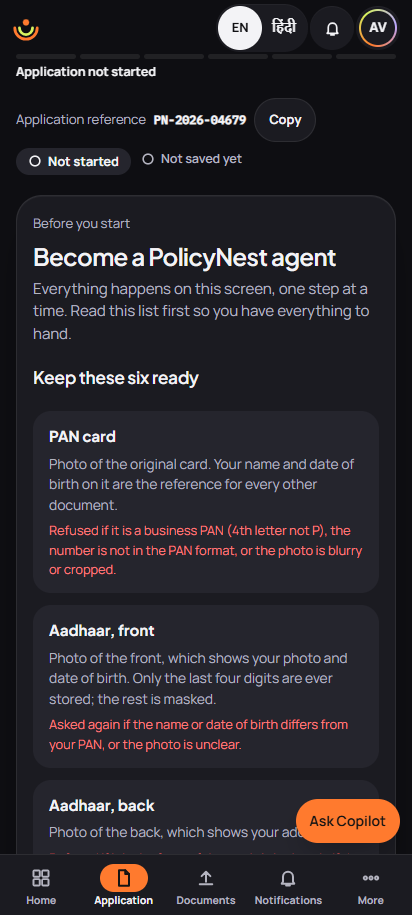 EN
हिंदी
AV
Application not started
Application reference PN-2026-04679 Copy
Not started
Not saved yet
Before you start
Become a PolicyNest agent
Everything happens on this screen, one step at a
time. Read this list first so you have everything to
hand.
Keep these six ready
PAN card
Photo of the original card. Your name and date of
birth on it are the reference for every other
document.
Refused if it is a business PAN (4th letter not P), the
number is not in the PAN format, or the photo is blurry
or cropped.
Aadhaar, front
Photo of the front, which shows your photo and
date of birth. Only the last four digits are ever
stored; the rest is masked.
Asked again if the name or date of birth differs from
your PAN, or the photo is unclear.
Aadhaar, back
Photo of the back, which shows your
Ask Copilot
Home
Application
Documents
Notifications
More